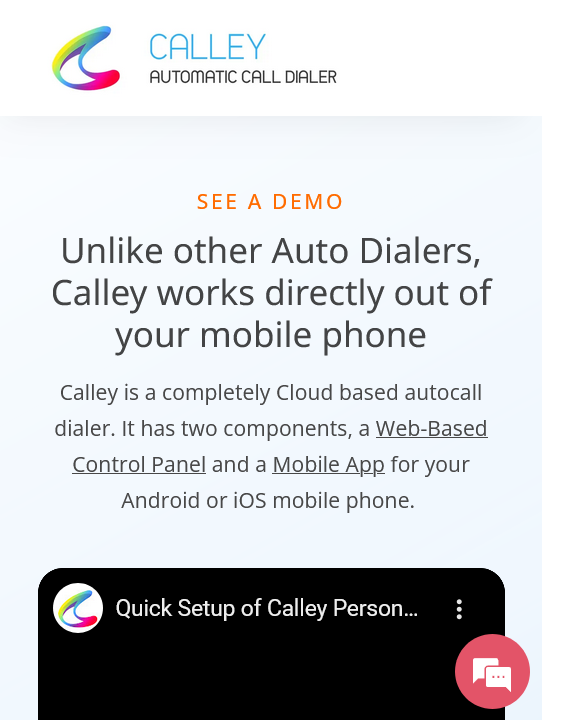 CALLEY
AUTOMATIC CALL DIALER
SEE A DEMO
Unlike other Auto Dialers,
Calley works directly out of
your mobile phone
Calley is a completely Cloud based autocall
dialer. It has two components, a Web-Based
Control Panel and a Mobile App for your
Android or iOS mobile phone.
Quick Setup of Calley Person...